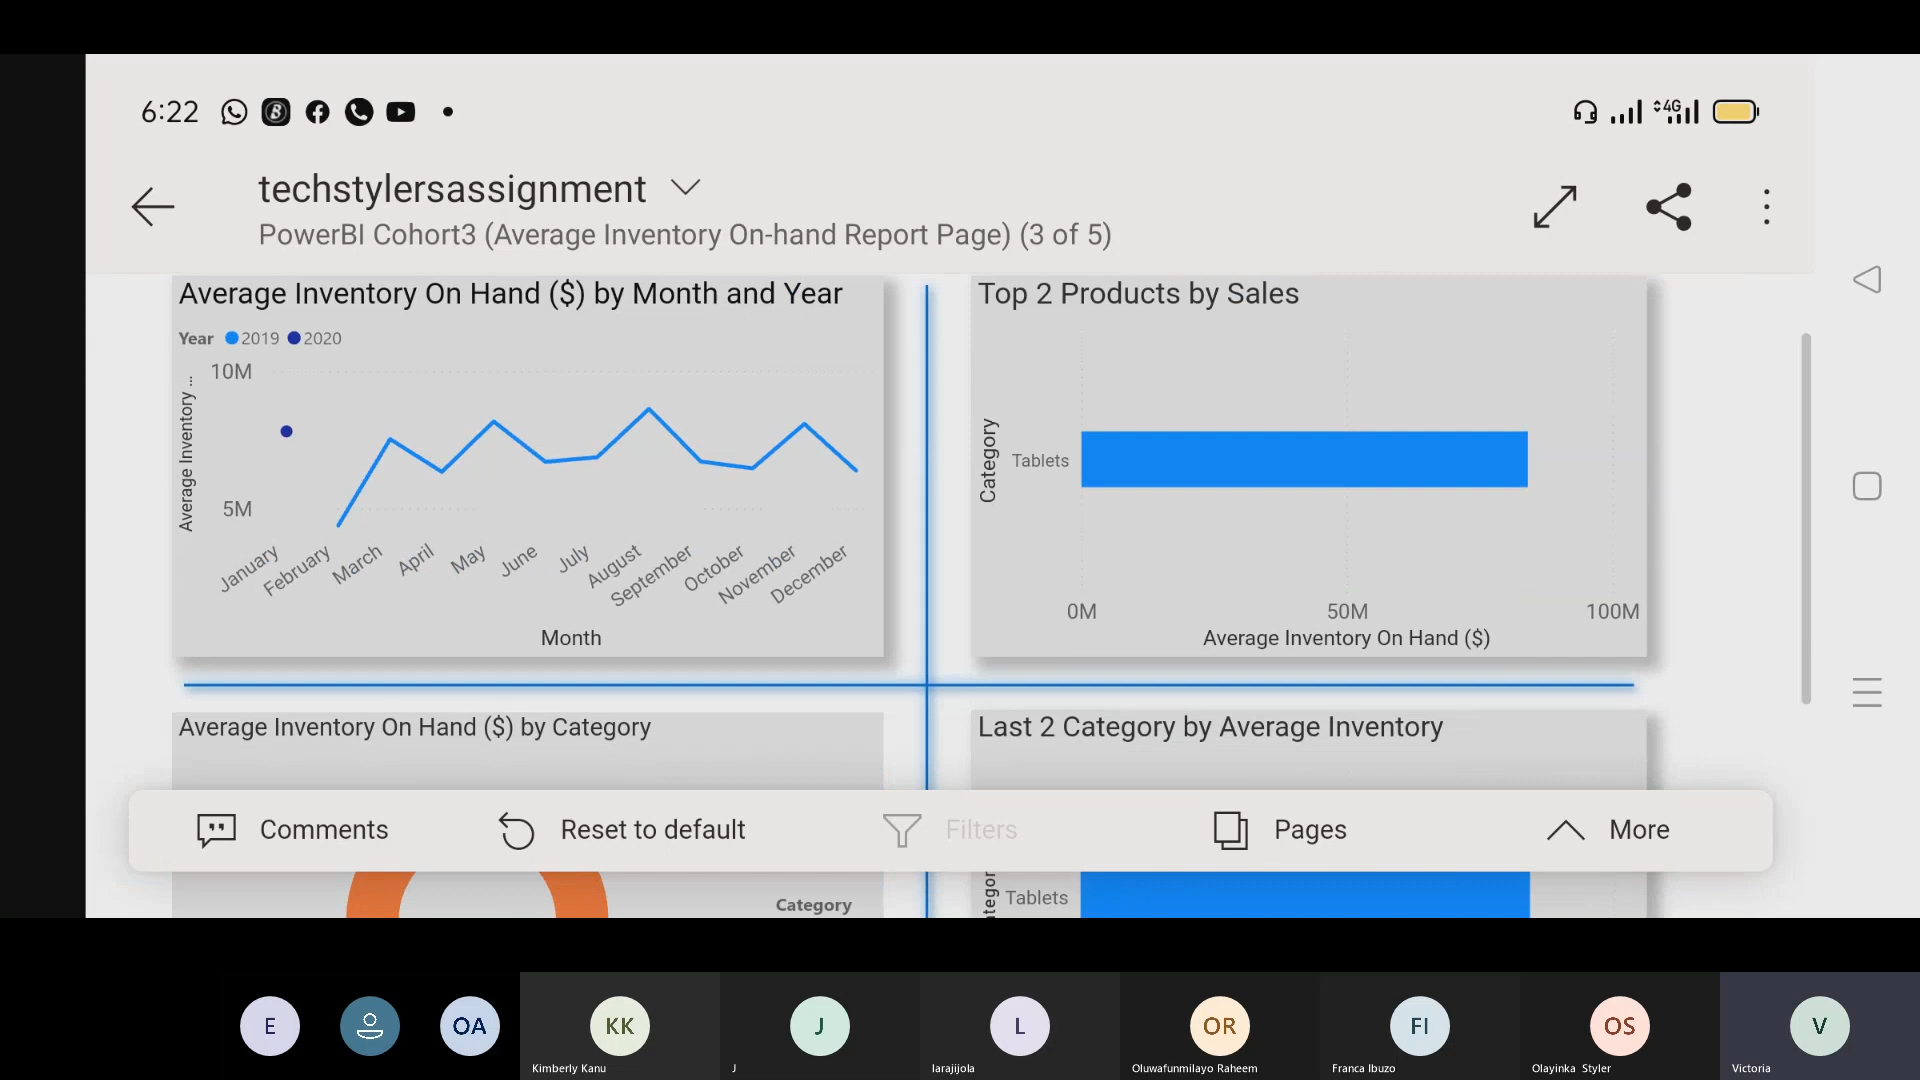 6:22
4G
techstylersassignment
PowerBI Cohort3 (Average Inventory On-hand Report Page) (3 of 5)
Average Inventory On Hand ($) by Month and Year
Year 2019 2020
Average Inventory ...
10M
5M
January February March April May June July August September October November December
Month
Top 2 Products by Sales
Category
Tablets
0M 50M 100M
Average Inventory On Hand ($)
Average Inventory On Hand ($) by Category
Last 2 Category by Average Inventory
Comments Reset to default Filters Pages More
Category
Tablets
E OA KK J L OR FI OS V
Kimberly Kanu J larajijola Oluwafunmilayo Raheem Franca Ibuzo Olayinka Styler Victoria